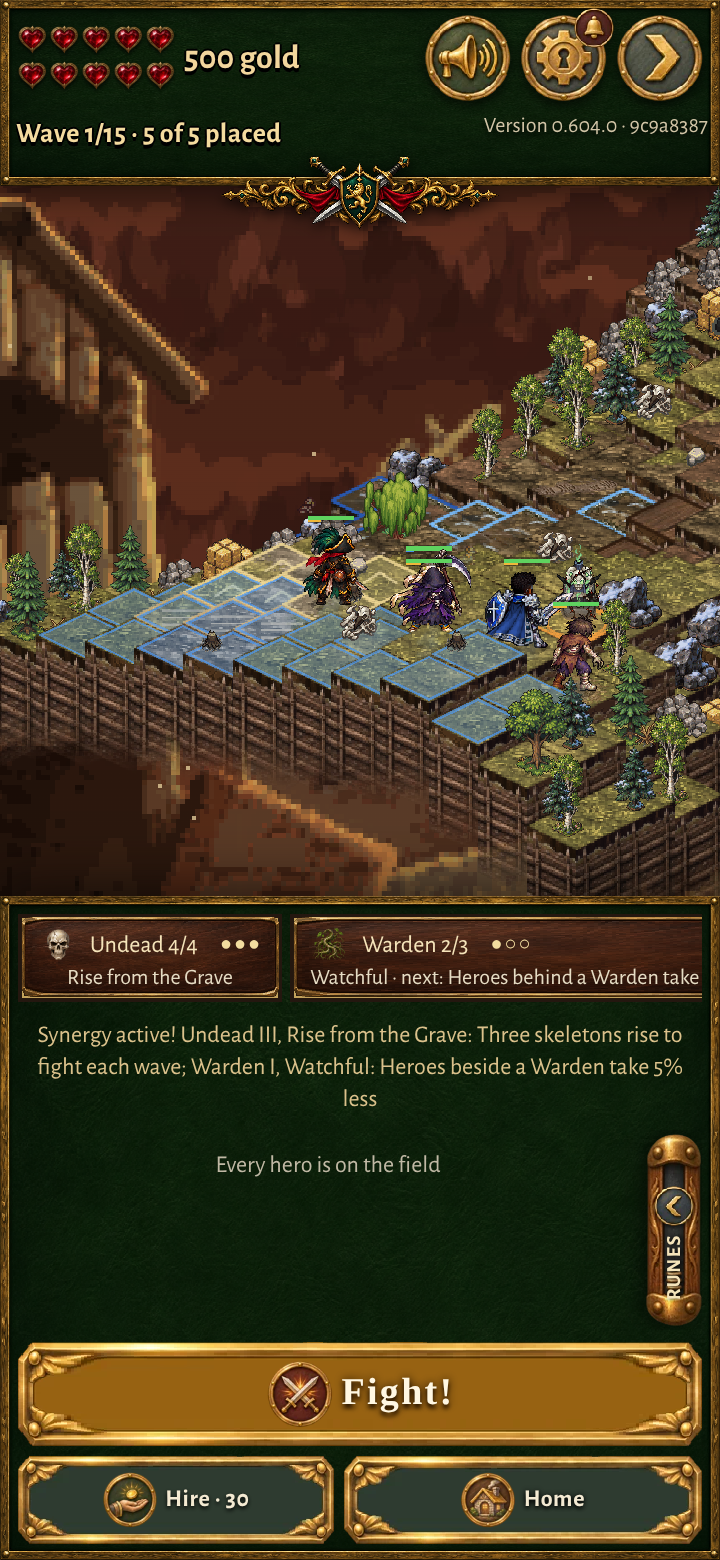 500 gold
Wave 1/15 · 5 of 5 placed
Version 0.604.0 · 9c9a8387
Undead 4/4
Rise from the Grave
Warden 2/3
Watchful · next: Heroes behind a Warden take
Synergy active! Undead III, Rise from the Grave: Three skeletons rise to
fight each wave; Warden I, Watchful: Heroes beside a Warden take 5%
less
Every hero is on the field
RUNES
Fight!
Hire · 30
Home